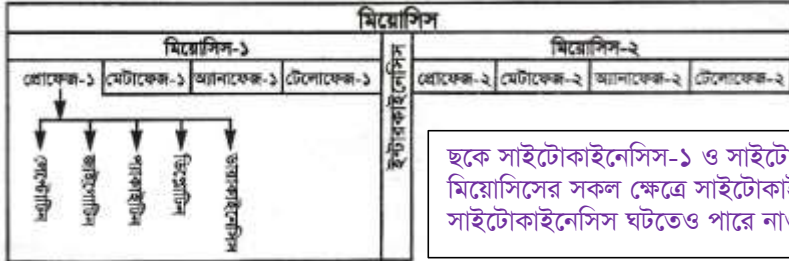 মিয়োসিস
মিয়োসিস-১
ইন্টারকাইনেসিস
মিয়োসিস-২
প্রোফেজ-১ মেটাফেজ-১ অ্যানাফেজ-১ টেলোফেজ-১
প্রোফেজ-২ মেটাফেজ-২ অ্যানাফেজ-২ টেলোফেজ-২
লেপ্টোটিন
জাইগোটিন
প্যাকাইটিন
ডিপ্লোটিন
ডায়াকাইনেসিস
ছকে সাইটোকাইনেসিস-১ ও সাইটো
মিয়োসিসের সকল ক্ষেত্রে সাইটোকাই
সাইটোকাইনেসিস ঘটতেও পারে নাও